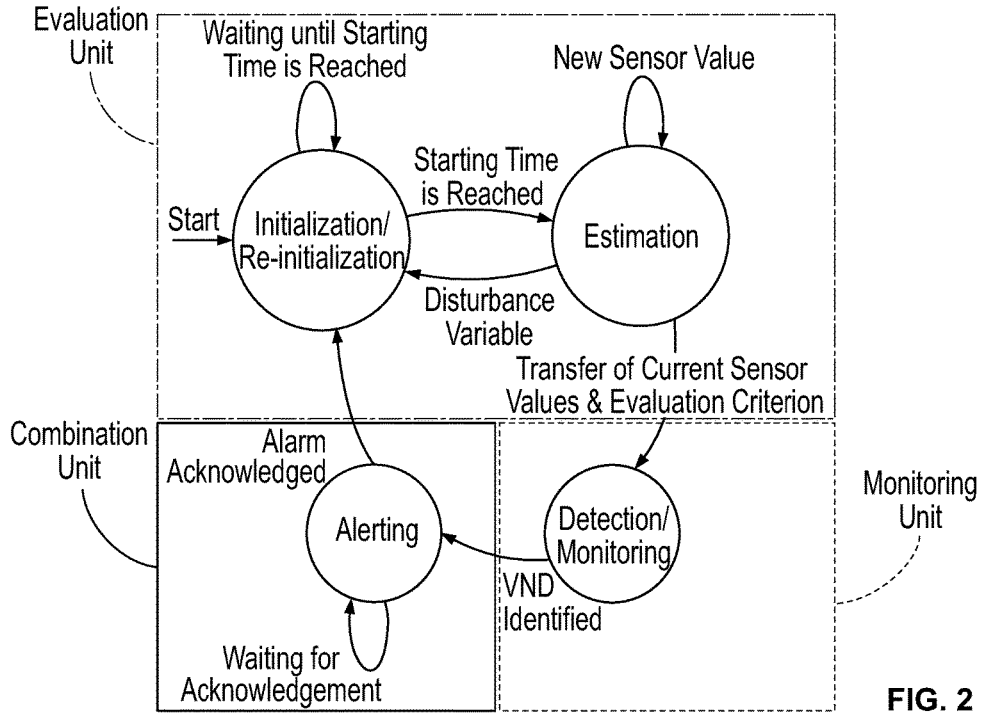 Evaluation
Unit
Waiting until Starting
Time is Reached
New Sensor Value
Starting Time
is Reached
Start
Initialization/
Re-initialization
Estimation
Disturbance
Variable
Transfer of Current Sensor
Values & Evaluation Criterion
Combination
Unit
Alarm
Acknowledged
Monitoring
Unit
Alerting
Detection/
Monitoring
VND
Identified
Waiting for
Acknowledgement
FIG. 2